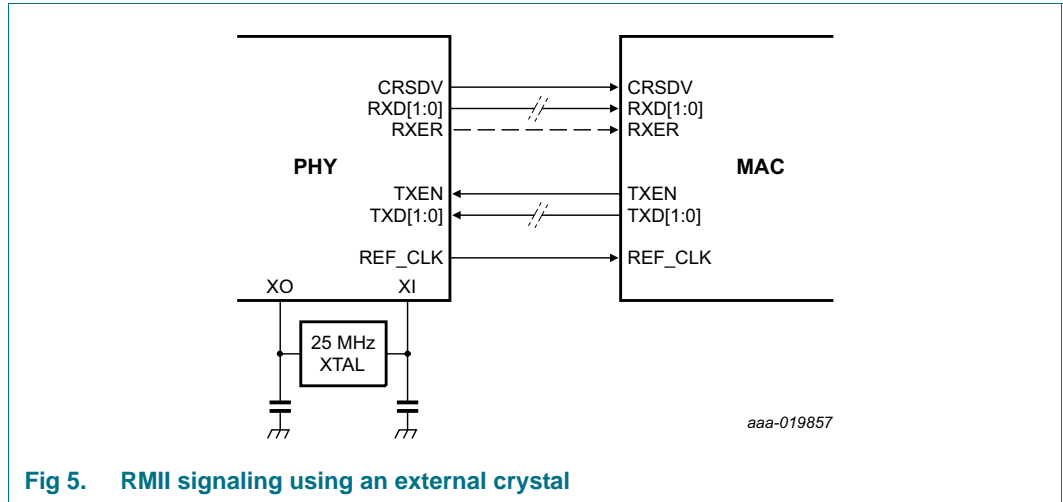 CRSDV
RXD[1:0]
RXER
CRSDV
RXD[1:0]
RXER
PHY
MAC
TXEN
TXD[1:0]
TXEN
TXD[1:0]
REF_CLK
REF_CLK
XO
XI
25 MHz
XTAL
aaa-019857
Fig 5. RMII signaling using an external crystal